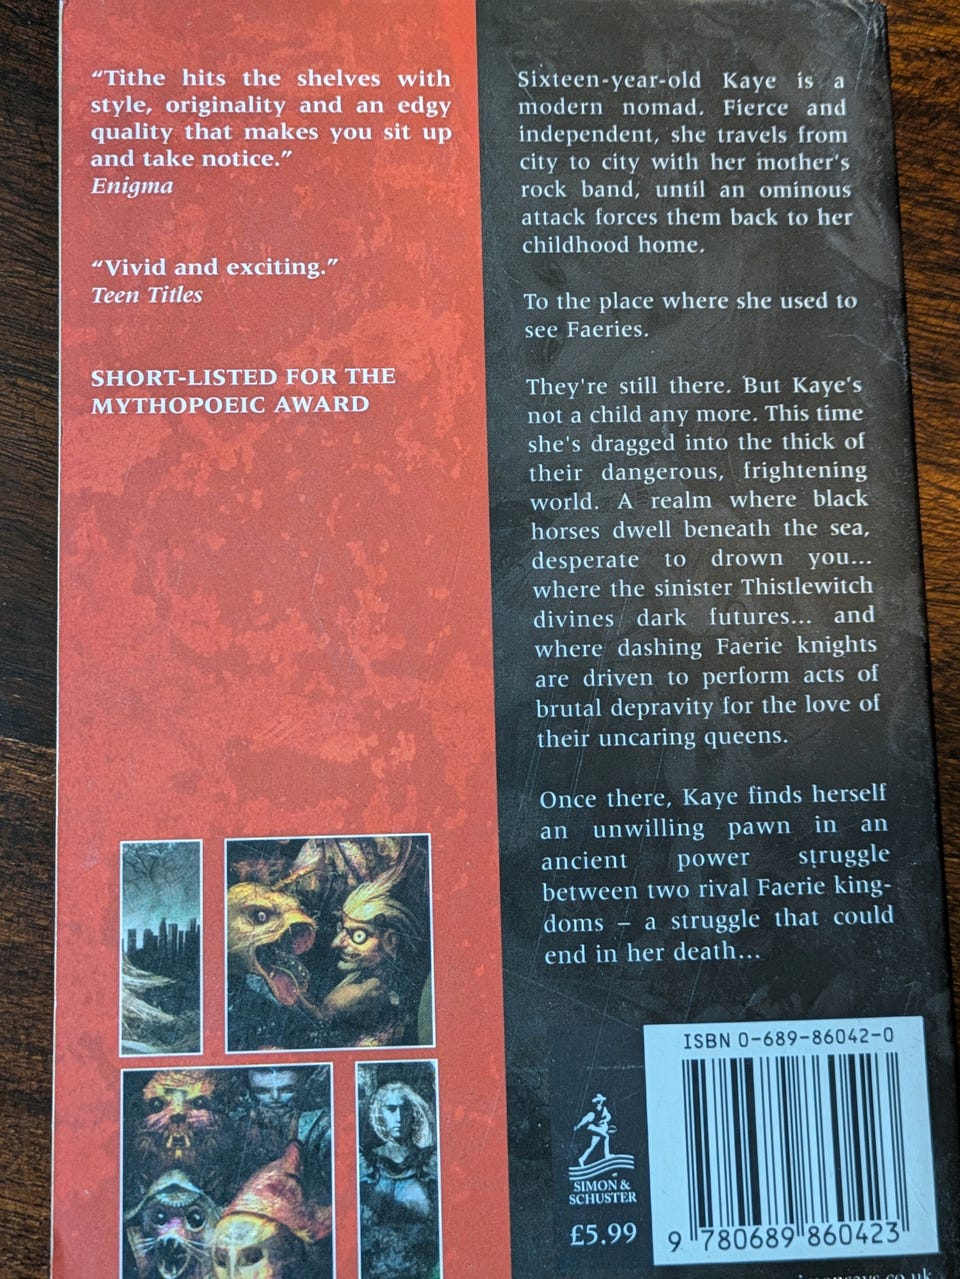 “Tithe hits the shelves with
style, originality and an edgy
quality that makes you sit up
and take notice.”
Enigma
“Vivid and exciting.”
Teen Titles
SHORT-LISTED FOR THE
MYTHOPOEIC AWARD
Sixteen-year-old Kaye is a
modern nomad. Fierce and
independent, she travels from
city to city with her mother's
rock band, until an ominous
attack forces them back to her
childhood home.
To the place where she used to
see Faeries.
They're still there. But Kaye's
not a child any more. This time
she's dragged into the thick of
their dangerous, frightening
world. A realm where black
horses dwell beneath the sea,
desperate to drown you...
where the sinister Thistlewitch
divines dark futures... and
where dashing Faerie knights
are driven to perform acts of
brutal depravity for the love of
their uncaring queens.
Once there, Kaye finds herself
an unwilling pawn in an
ancient power struggle
between two rival Faerie king-
doms – a struggle that could
end in her death...
ISBN 0-689-86042-0
SIMON &
SCHUSTER
£5.99
9 780689 860423